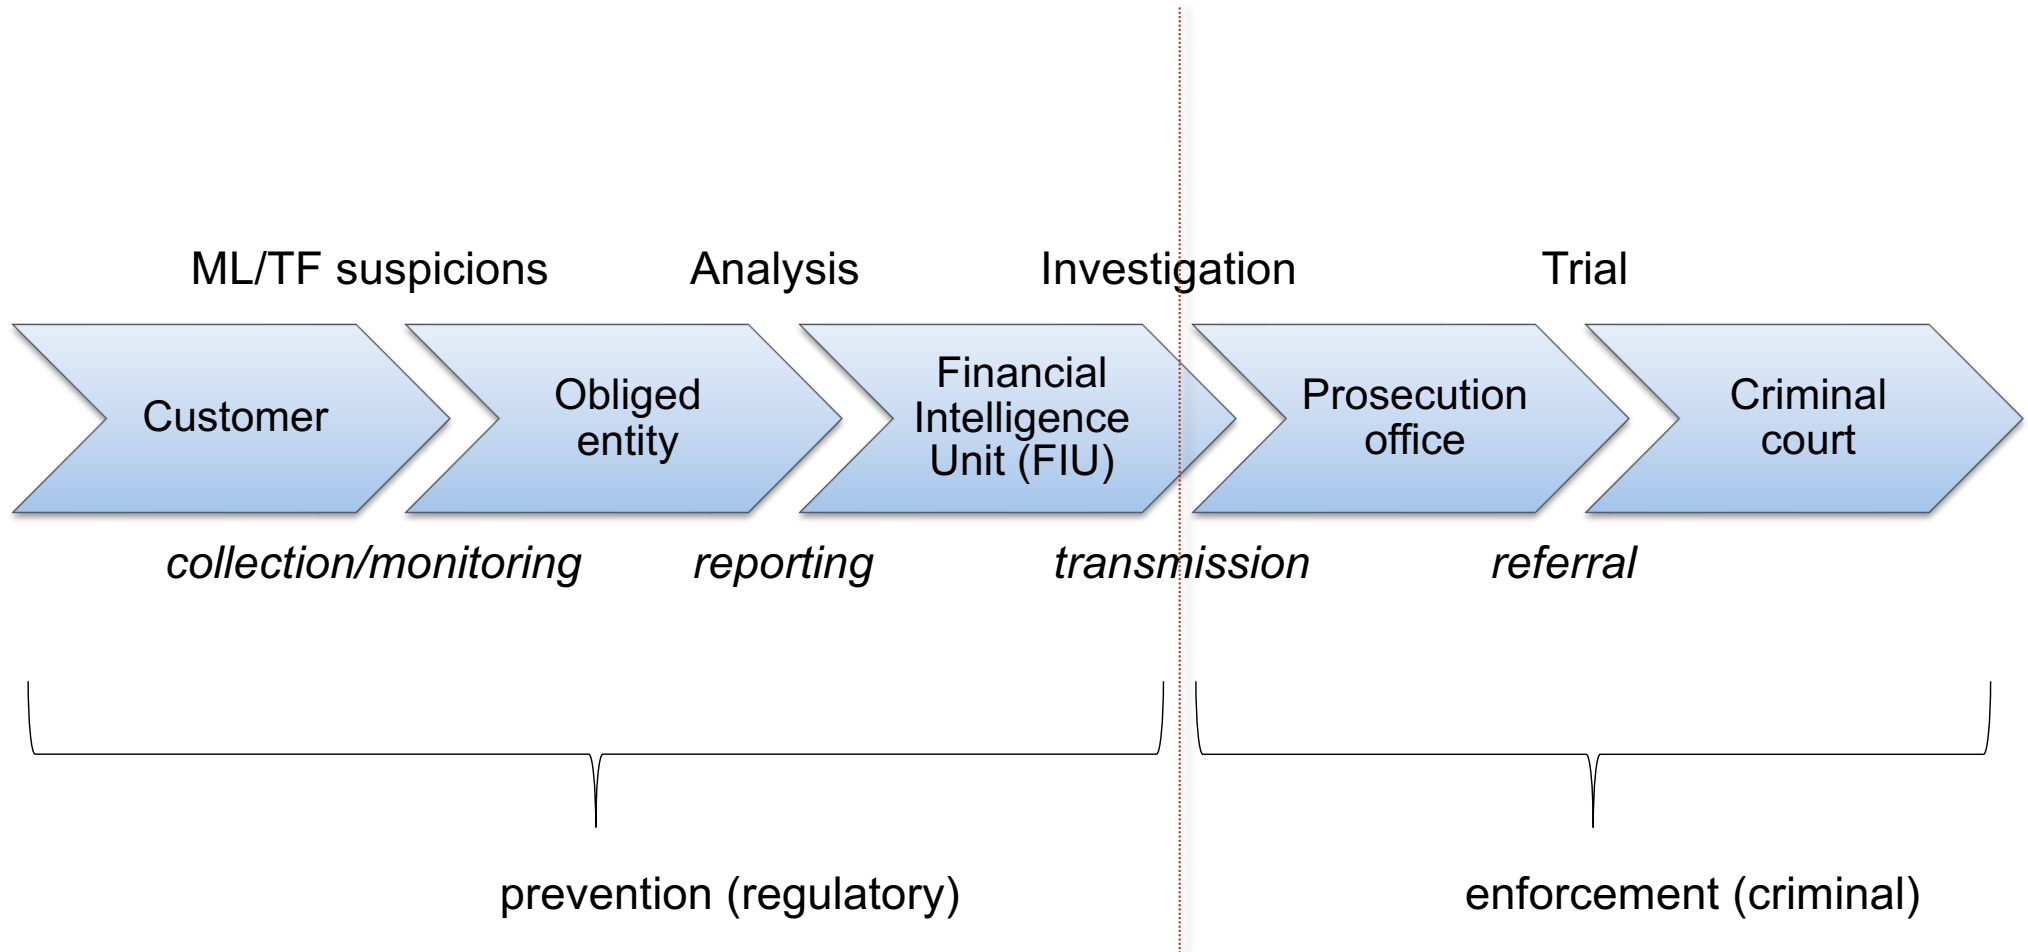 ML/TF suspicions
Analysis
Investigation
Trial
Customer
Obliged
entity
Financial
Intelligence
Unit (FIU)
Prosecution
office
Criminal
court
collection/monitoring
reporting
transmission
referral
prevention (regulatory)
enforcement (criminal)